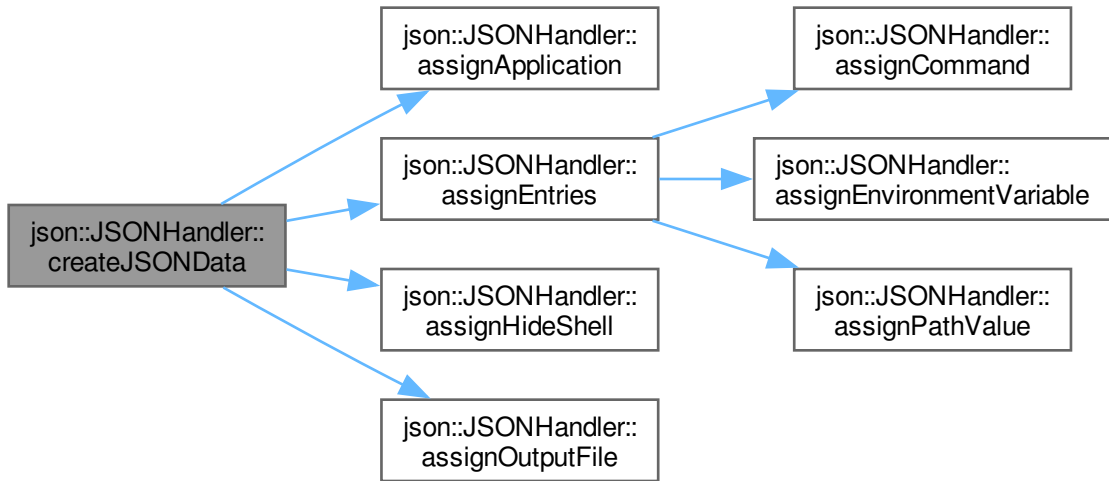 json::JSONHandler::
createJSONData
json::JSONHandler::
assignApplication
json::JSONHandler::
assignEntries
json::JSONHandler::
assignHideShell
json::JSONHandler::
assignOutputFile
json::JSONHandler::
assignCommand
json::JSONHandler::
assignEnvironmentVariable
json::JSONHandler::
assignPathValue